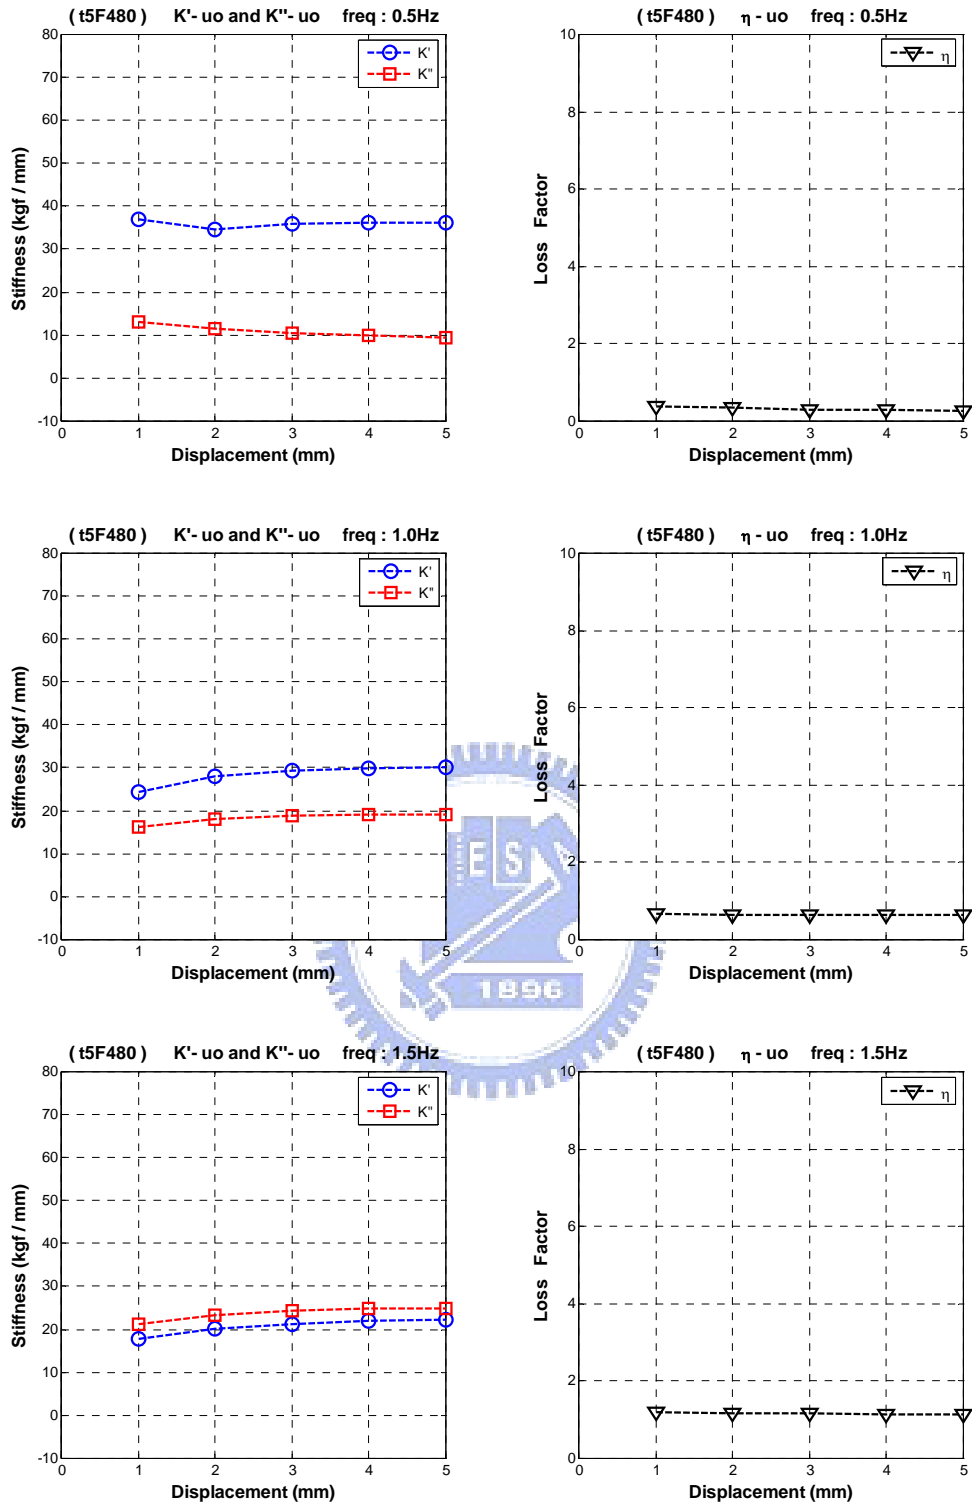 ( t5F480 ) K'- uo and K''- uo freq : 0.5Hz
80
70
60
50
40
30
20
10
0
-10
Stiffness (kgf / mm)
K'
K''
0 1 2 3 4 5
Displacement (mm)
(t5F480 ) η - uo freq : 0.5Hz
10
8
6
4
2
0
Loss Factor
η
0 1 2 3 4 5
Displacement (mm)
( t5F480 ) K'- uo and K''- uo freq : 1.0Hz
80
70
60
50
40
30
20
10
0
-10
Stiffness (kgf / mm)
K'
K''
0 1 2 3 4 5
Displacement (mm)
(t5F480 ) η - uo freq : 1.0Hz
10
8
6
4
2
0
Loss Factor
η
0 1 2 3 4 5
Displacement (mm)
E S
1896
( t5F480 ) K'- uo and K''- uo freq : 1.5Hz
80
70
60
50
40
30
20
10
0
-10
Stiffness (kgf / mm)
K'
K''
0 1 2 3 4 5
Displacement (mm)
(t5F480 ) η - uo freq : 1.5Hz
10
8
6
4
2
0
Loss Factor
η
0 1 2 3 4 5
Displacement (mm)